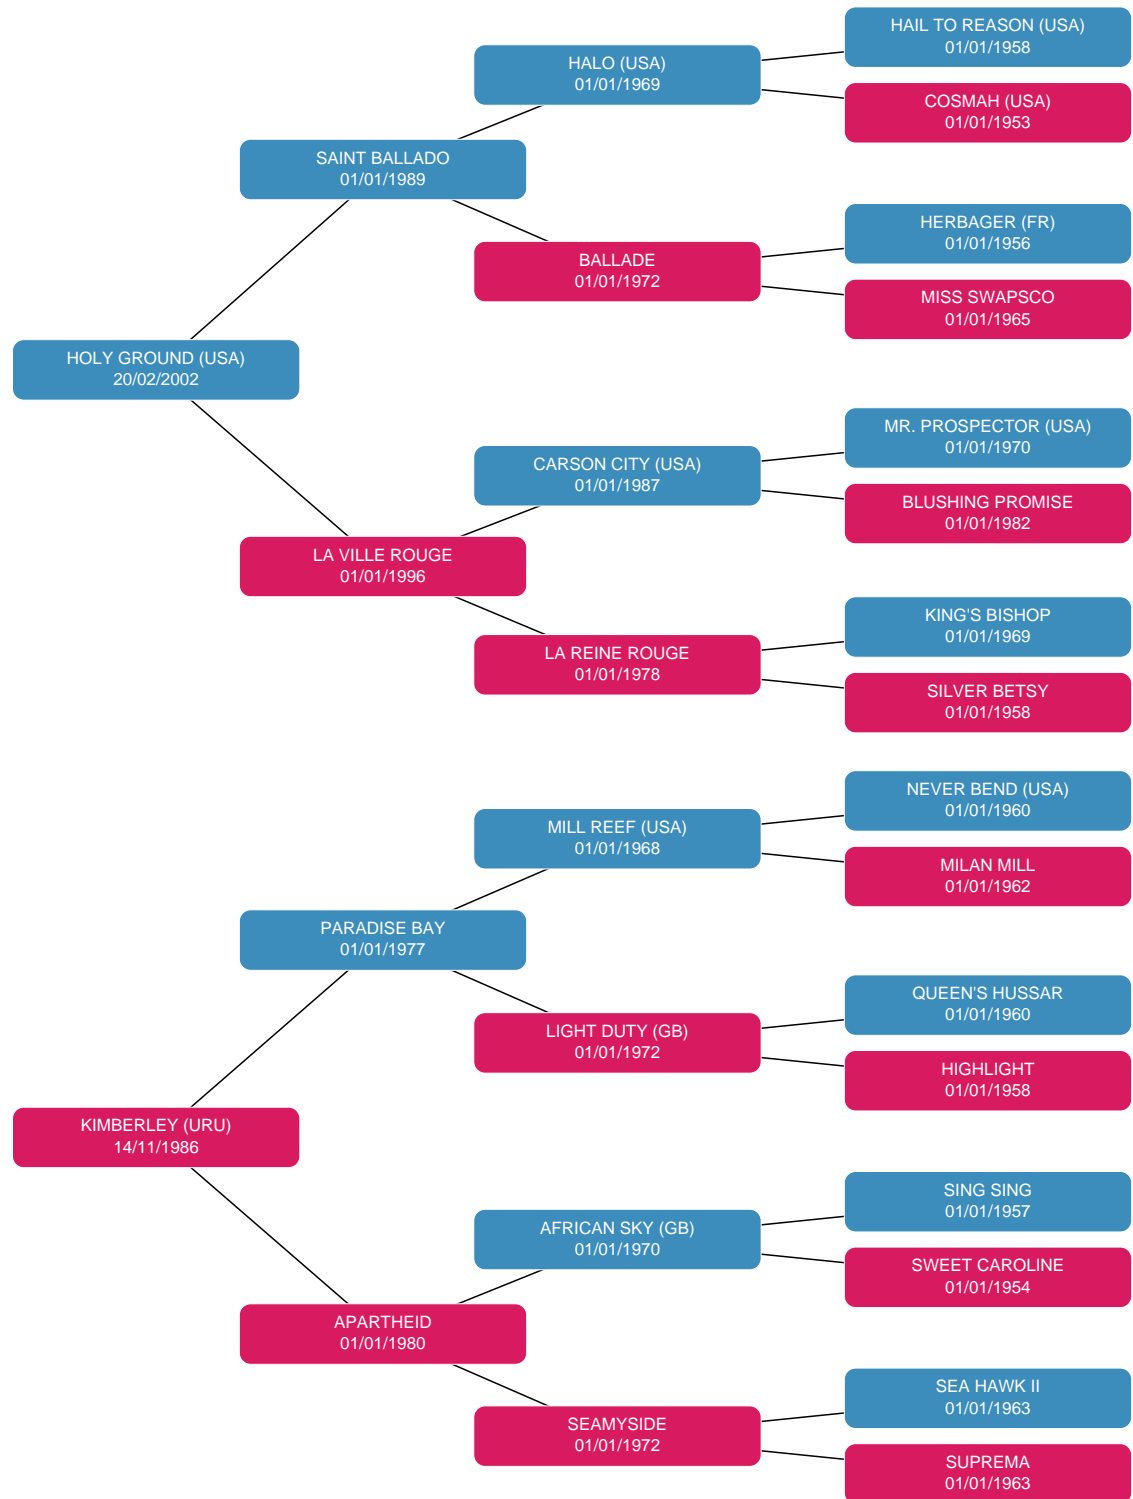 HAIL TO REASON (USA)
01/01/1958
HALO (USA)
01/01/1969
COSMAH (USA)
01/01/1953
SAINT BALLADO
01/01/1989
HERBAGER (FR)
01/01/1956
BALLADE
01/01/1972
MISS SWAPSCO
01/01/1965
HOLY GROUND (USA)
20/02/2002
MR. PROSPECTOR (USA)
01/01/1970
CARSON CITY (USA)
01/01/1987
BLUSHING PROMISE
01/01/1982
LA VILLE ROUGE
01/01/1996
KING'S BISHOP
01/01/1969
LA REINE ROUGE
01/01/1978
SILVER BETSY
01/01/1958
NEVER BEND (USA)
01/01/1960
MILL REEF (USA)
01/01/1968
MILAN MILL
01/01/1962
PARADISE BAY
01/01/1977
QUEEN'S HUSSAR
01/01/1960
LIGHT DUTY (GB)
01/01/1972
HIGHLIGHT
01/01/1958
KIMBERLEY (URU)
14/11/1986
SING SING
01/01/1957
AFRICAN SKY (GB)
01/01/1970
SWEET CAROLINE
01/01/1954
APARTHEID
01/01/1980
SEA HAWK II
01/01/1963
SEAMYSIDE
01/01/1972
SUPREMA
01/01/1963